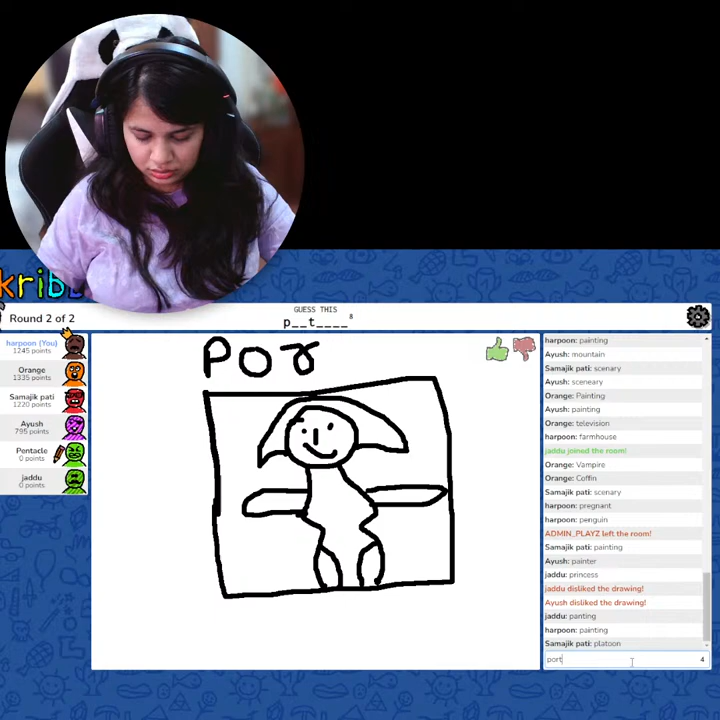 krib
Round 2 of 2
GUESS THIS
p__t____ 8
harpoon (You)
1245 points
Orange
1335 points
Samajik pati
1220 points
Ayush
795 points
Pentacle
0 points
jaddu
0 points
Por
harpoon: painting
Ayush: mountain
Samajik pati: scenary
Ayush: sceneary
Orange: Painting
Ayush: painting
Orange: television
harpoon: farmhouse
jaddu joined the room!
Orange: Vampire
Orange: Coffin
Samajik pati: scenary
harpoon: pregnant
harpoon: penguin
ADMIN_PLAYZ left the room!
Samajik pati: painting
Ayush: painter
jaddu: princess
jaddu disliked the drawing!
Ayush disliked the drawing!
jaddu: panting
harpoon: painting
Samajik pati: platoon
port 4